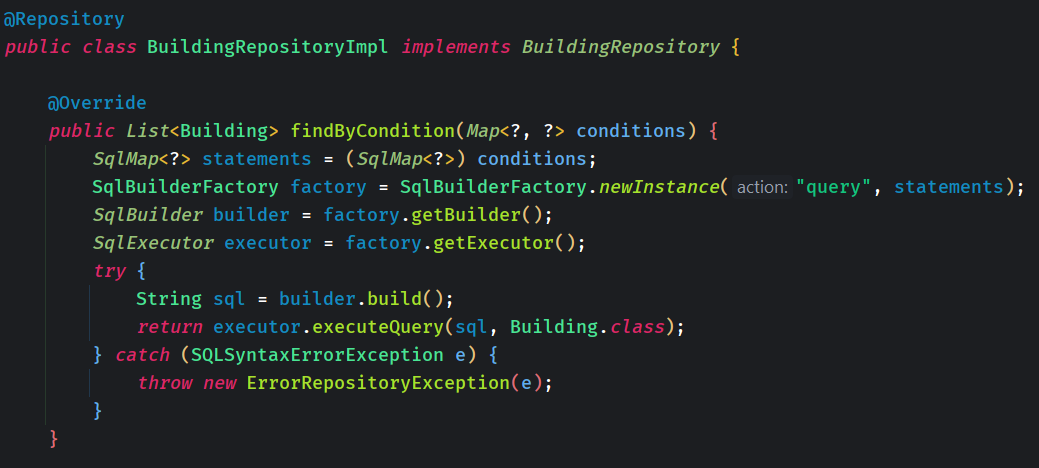 @Repository
public class BuildingRepositoryImpl implements BuildingRepository {
@Override
public List<Building> findByCondition(Map<?, ?> conditions) {
SqlMap<?> statements = (SqlMap<?>) conditions;
SqlBuilderFactory factory = SqlBuilderFactory.newInstance( action: "query", statements);
SqlBuilder builder = factory.getBuilder();
SqlExecutor executor = factory.getExecutor();
try {
String sql = builder.build();
return executor.executeQuery(sql, Building.class);
} catch (SQLSyntaxErrorException e) {
throw new ErrorRepositoryException(e);
}
}